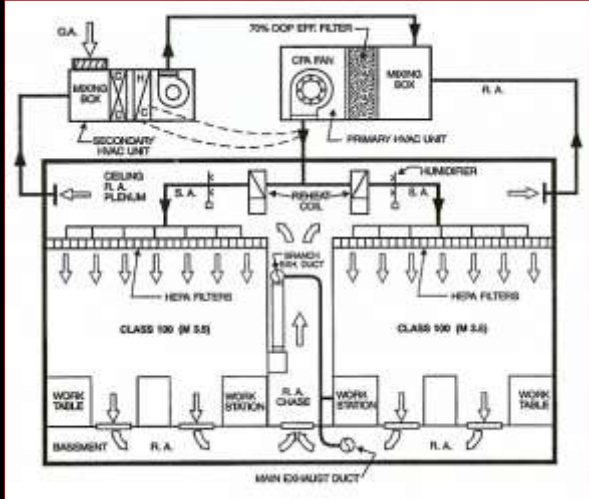 O.A.
70% DOP EFF. FILTER
CFA FAN
MIXING
BOX
MIXING
BOX
C/C
H/C
R. A.
SECONDARY
HVAC UNIT
PRIMARY HVAC UNIT
CEILING
R. A.
PLENUM
S. A.
REHEAT
COIL
HUMIDIFIER
S. A.
BRANCH
EXH. DUCT
HEPA FILTERS
HEPA FILTERS
CLASS 100 (M 3.5)
CLASS 100 (M 3.5)
WORK
TABLE
WORK
STATION
R. A.
CHASE
WORK
STATION
WORK
TABLE
BASSMENT
R. A.
R. A.
MAIN EXHAUST DUCT